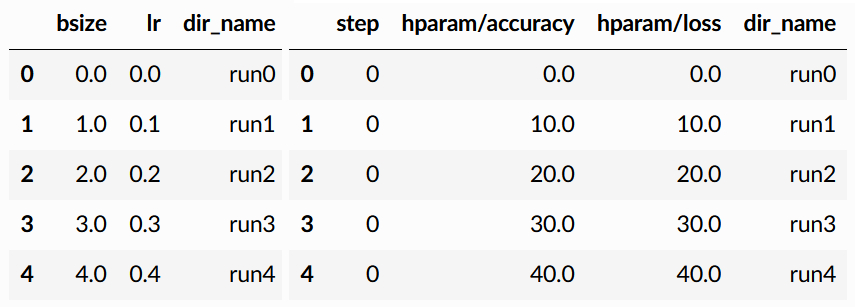 bsize lr dir_name step hparam/accuracy hparam/loss dir_name
0 0.0 0.0 run0 0 0 0.0 0.0 run0
1 1.0 0.1 run1 1 0 10.0 10.0 run1
2 2.0 0.2 run2 2 0 20.0 20.0 run2
3 3.0 0.3 run3 3 0 30.0 30.0 run3
4 4.0 0.4 run4 4 0 40.0 40.0 run4